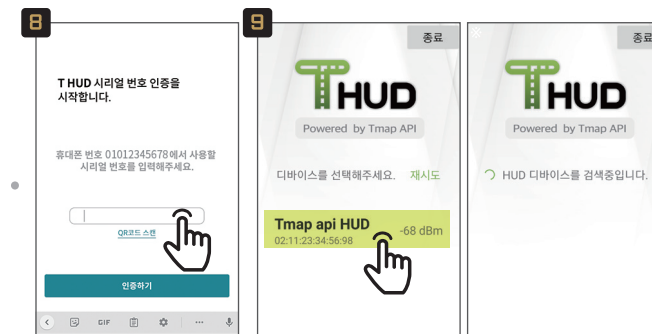 8
T HUD 시리얼 번호 인증을
시작합니다.
휴대폰 번호 01012345678에서 사용할
시리얼 번호를 입력해주세요.
QR코드 스캔
인증하기
GIF
9
종료
T HUD
Powered by Tmap API
디바이스를 선택해주세요. 재시도
Tmap api HUD
02:11:23:34:56:98
-68 dBm
종료
T HUD
Powered by Tmap API
HUD 디바이스를 검색중입니다.